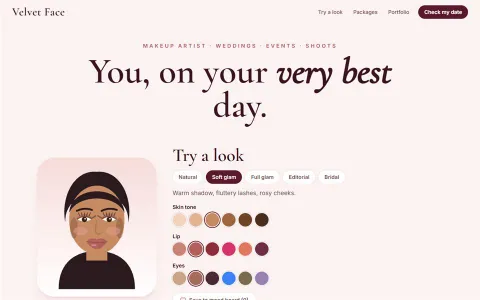 Velvet Face
Try a look
Packages
Portfolio
Check my date
MAKEUP ARTIST · WEDDINGS · EVENTS · SHOOTS
You, on your very best
day.
Try a look
Natural
Soft glam
Full glam
Editorial
Bridal
Warm shadow, fluttery lashes, rosy cheeks.
Skin tone
Lip
Eyes